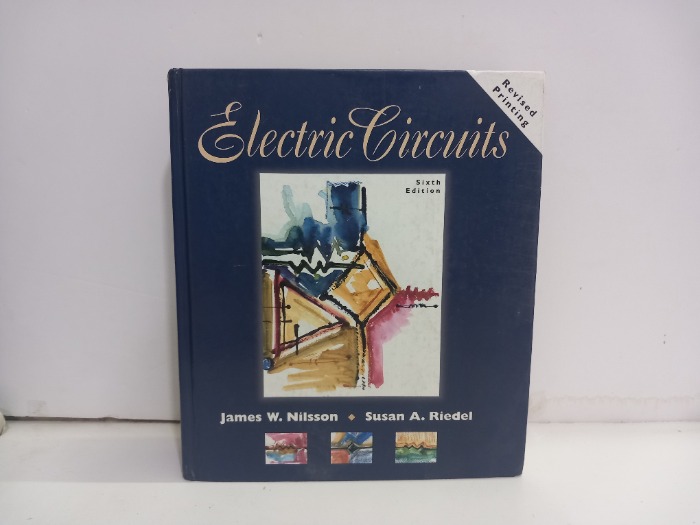 Revised
Printing
Electric Circuits
Sixth
Edition
James W. Nilsson ◆ Susan A. Riedel